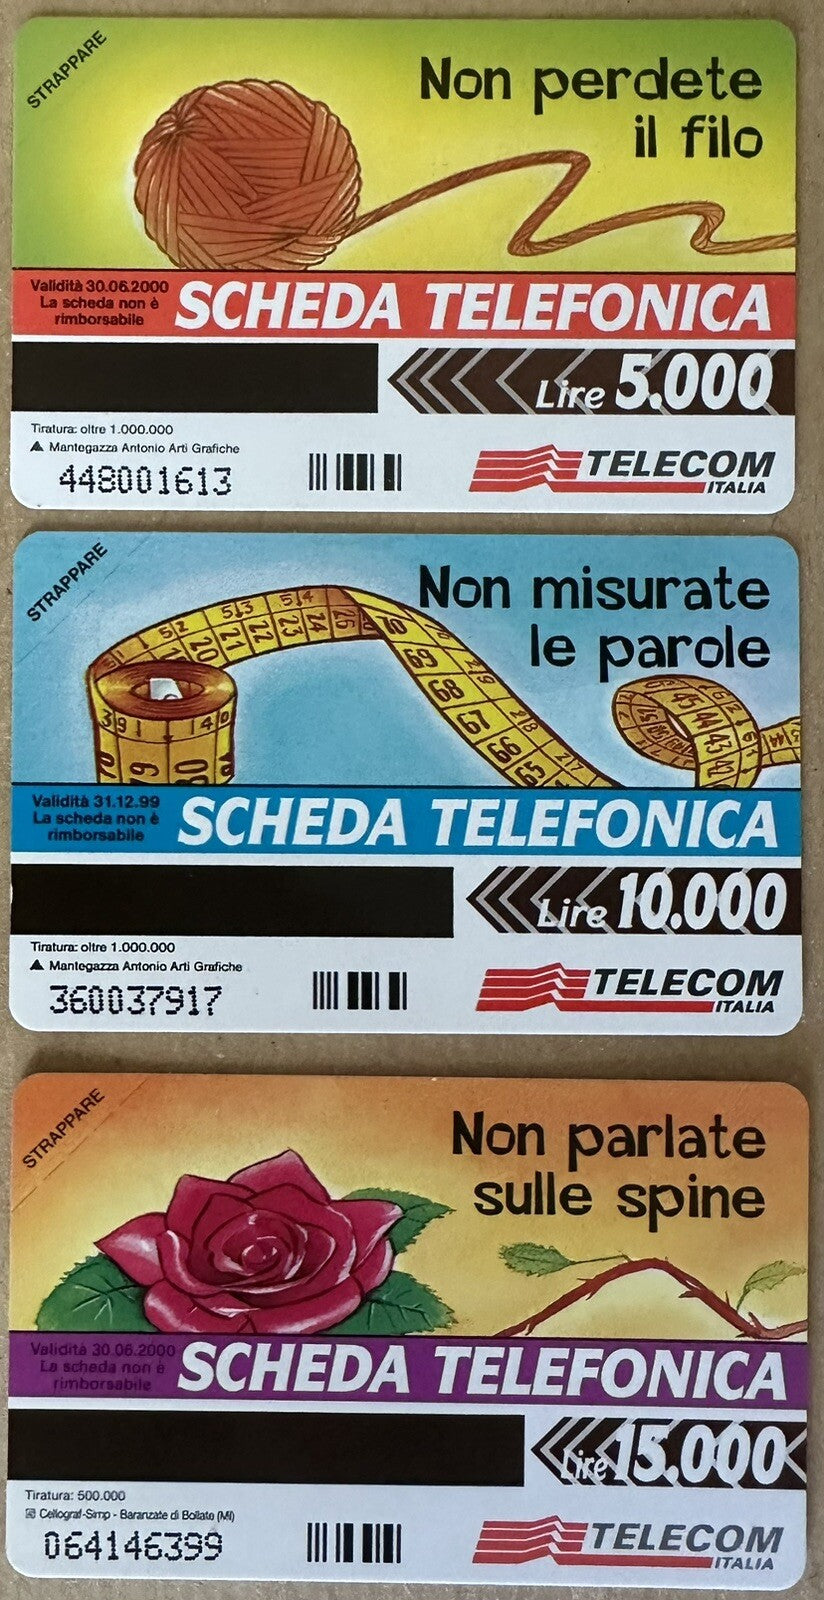 STRAPPARE
Non perdete
il filo
Validità 30.06.2000
La scheda non è
rimborsabile
SCHEDA TELEFONICA
Lire 5.000
Tiratura: oltre 1.000.000
Mantegazza Antonio Arti Grafiche
448001613
TELECOM
ITALIA
STRAPPARE
Non misurate
le parole
Validità 31.12.99
La scheda non è
rimborsabile
SCHEDA TELEFONICA
Lire 10.000
Tiratura: oltre 1.000.000
Mantegazza Antonio Arti Grafiche
360037917
TELECOM
ITALIA
STRAPPARE
Non parlate
sulle spine
Validità 30.06.2000
La scheda non è
rimborsabile
SCHEDA TELEFONICA
Lire 15.000
Tiratura: 500.000
Cellograf-Simp - Baranzate di Bollate (MI)
064146399
TELECOM
ITALIA